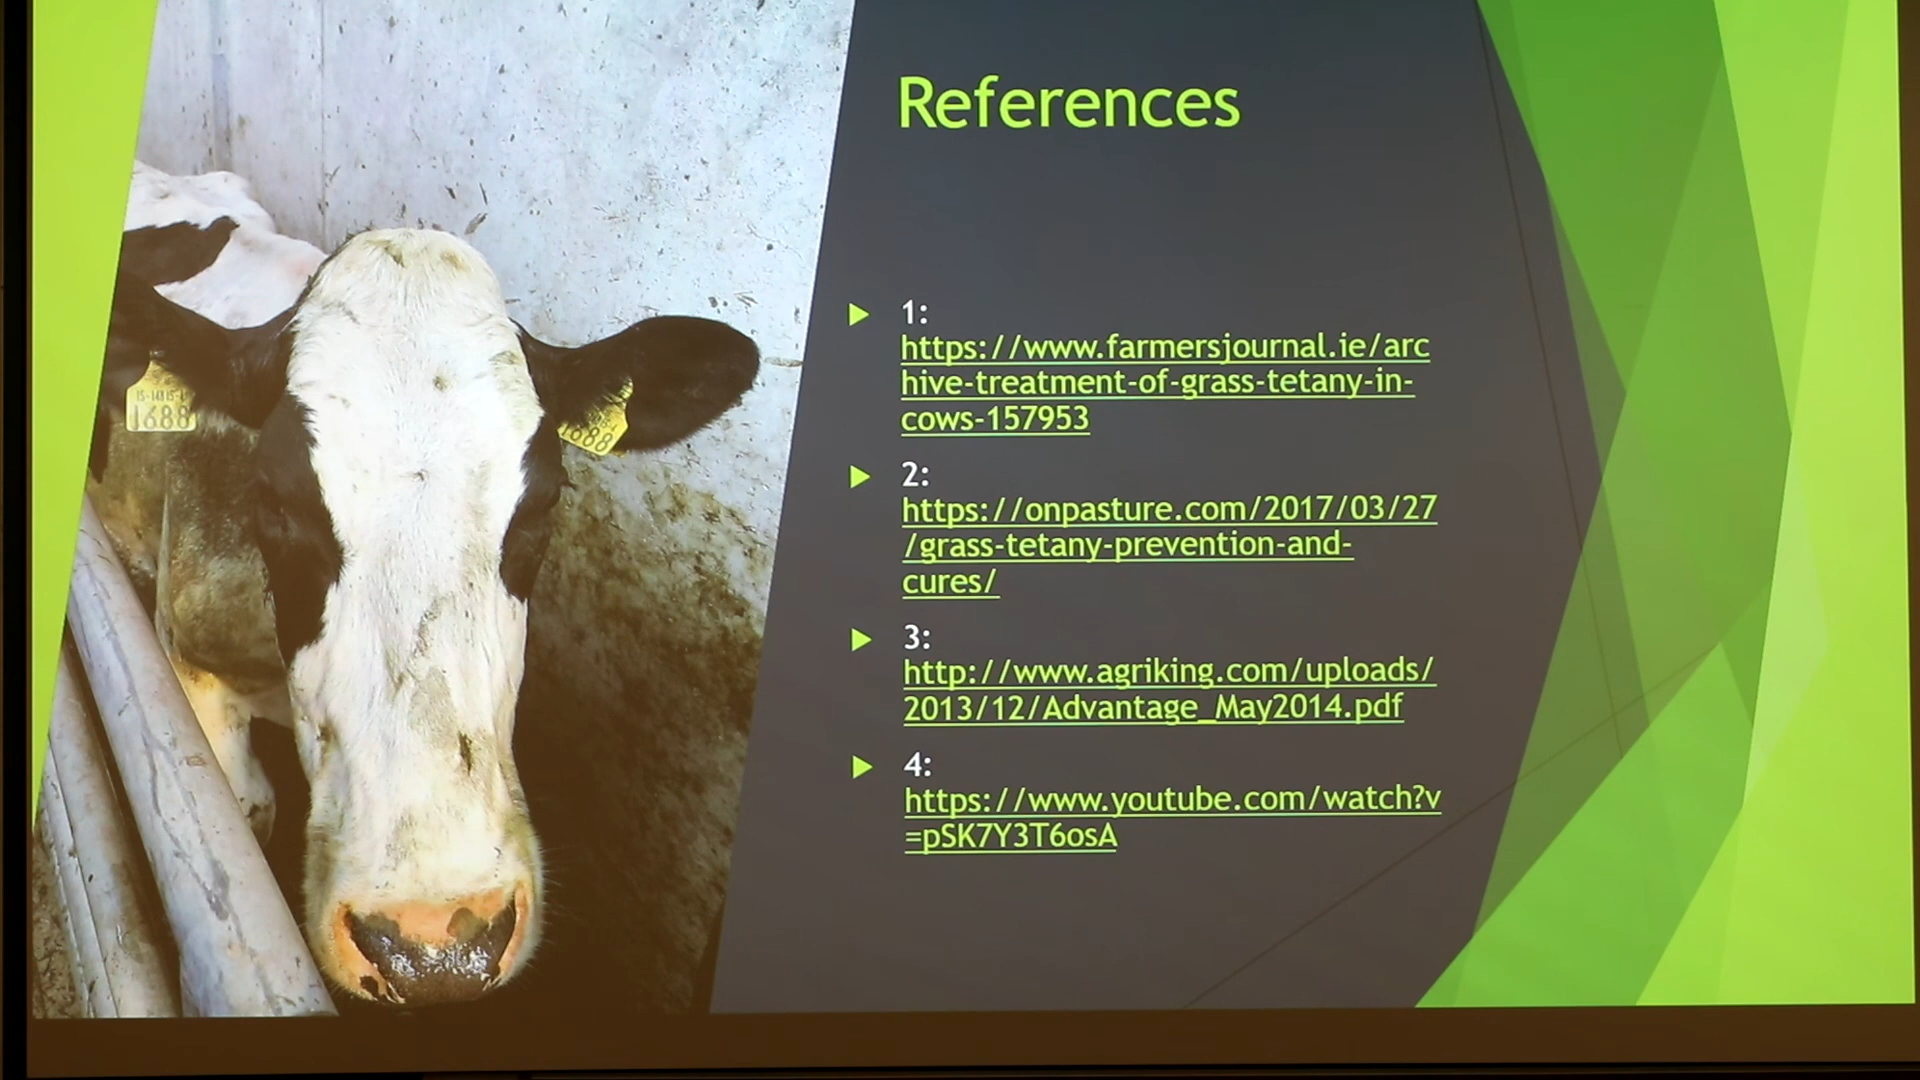 References
1:
https://www.farmersjournal.ie/arc
hive-treatment-of-grass-tetany-in-
cows-157953
2:
https://onpasture.com/2017/03/27
/grass-tetany-prevention-and-
cures/
3:
http://www.agriking.com/uploads/
2013/12/Advantage_May2014.pdf
4:
https://www.youtube.com/watch?v
=pSK7Y3T6osA
1688
1688